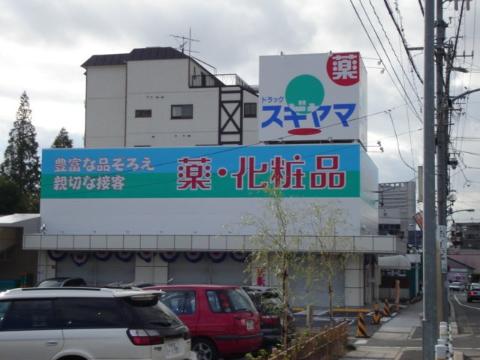 薬
ドラッグ
スギヤマ
豊富な品ぞろえ
親切な接客
薬・化粧品